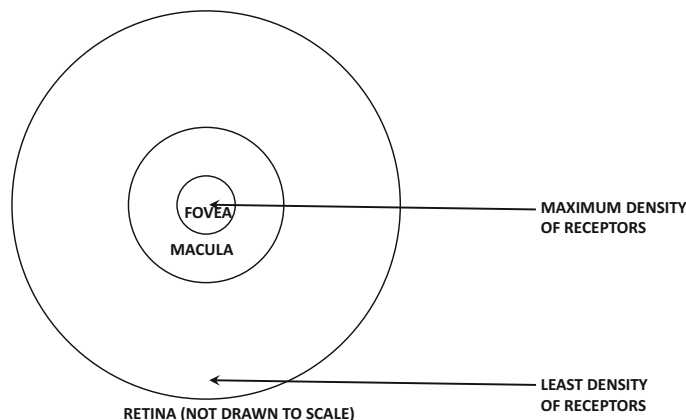 FOVEA
MAXIMUM DENSITY
OF RECEPTORS
MACULA
LEAST DENSITY
OF RECEPTORS
RETINA (NOT DRAWN TO SCALE)